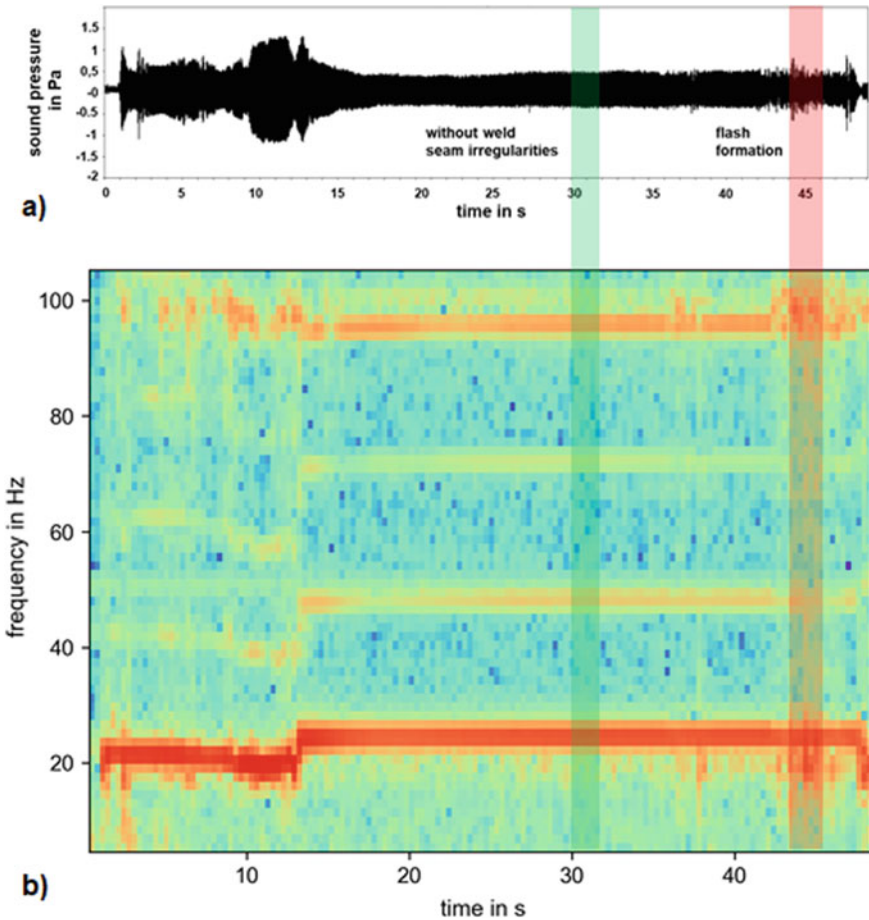 1.5
1
0.5
-0
-0.5
-1
-1.5
-2
sound pressure
in Pa
without weld
seam irregularities
flash
formation
0 5 10 15 20 25 30 35 40 45
time in s
a)
100
80
60
40
20
frequency in Hz
10 20 30 40
time in s
b)